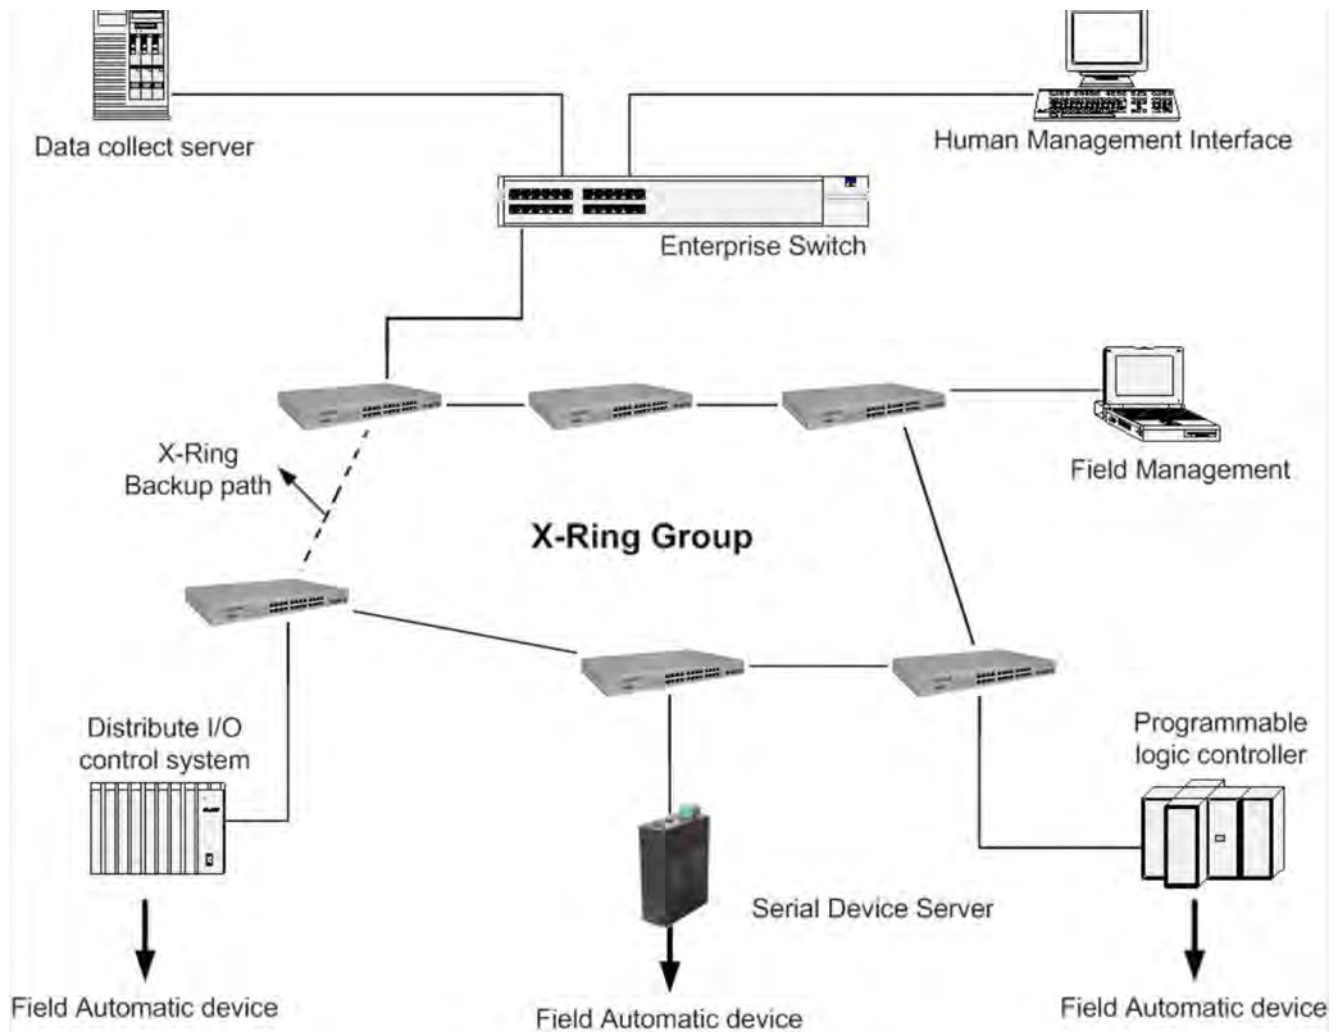 Data collect server
Human Management Interface
Enterprise Switch
X-Ring
Backup path
Field Management
X-Ring Group
Distribute I/O
control system
Programmable
logic controller
Serial Device Server
Field Automatic device
Field Automatic device
Field Automatic device